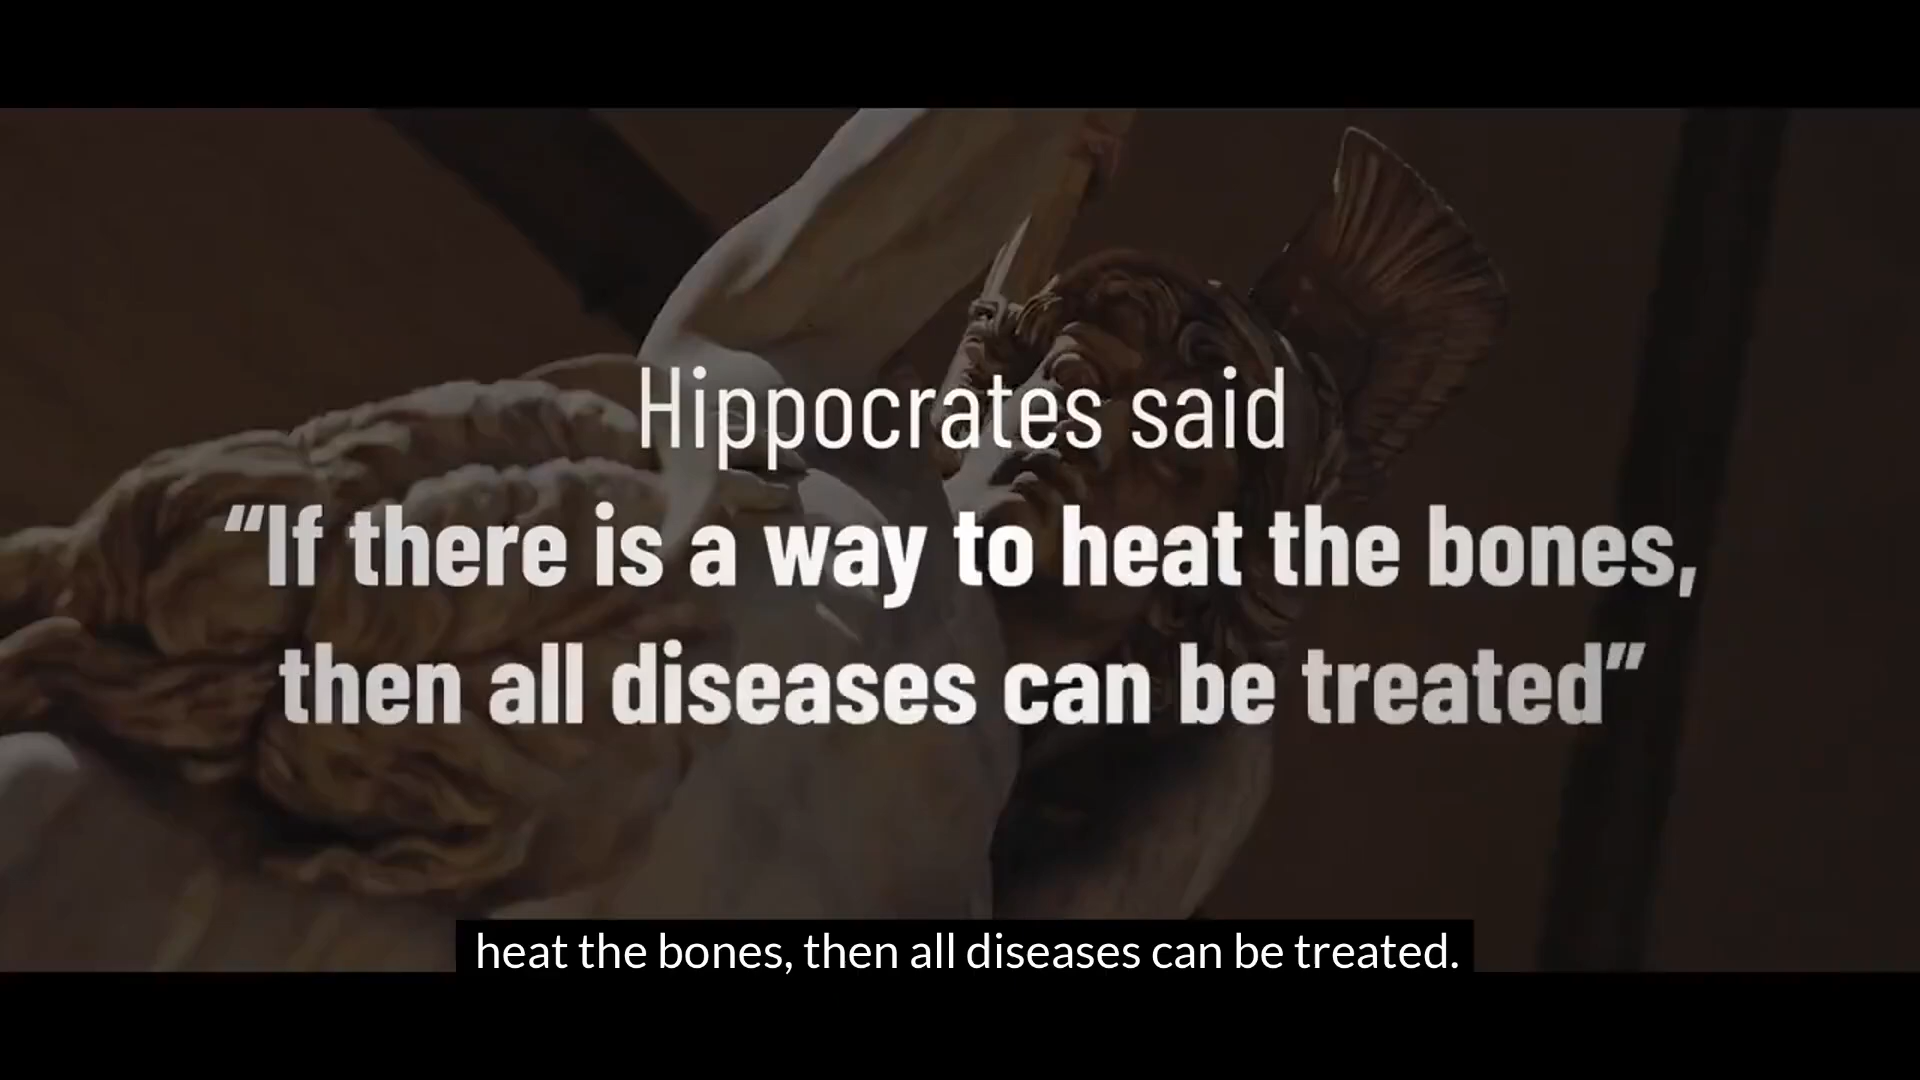 Hippocrates said
“If there is a way to heat the bones,
then all diseases can be treated”
heat the bones, then all diseases can be treated.